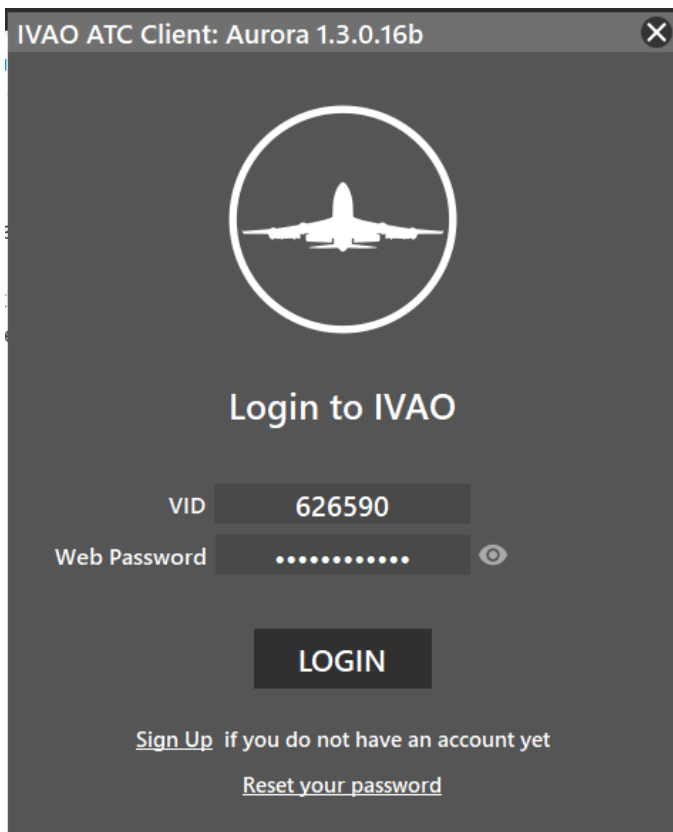 IVAO ATC Client: Aurora 1.3.0.16b
Login to IVAO
VID 626590
Web Password ••••••••••••
LOGIN
Sign Up if you do not have an account yet
Reset your password